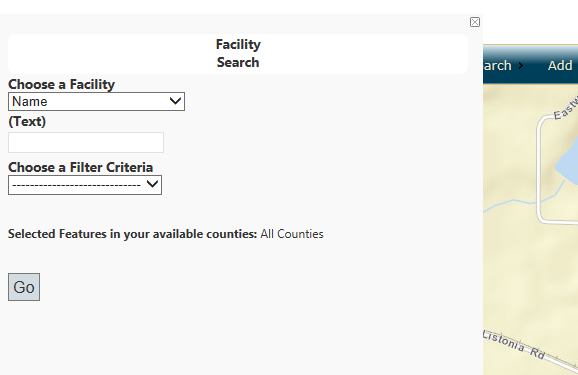 Facility
Search
Choose a Facility
Name
(Text)
Choose a Filter Criteria
-----------------------------
Selected Features in your available counties: All Counties
Go
arch
Add
Eastw
Listonia Rd